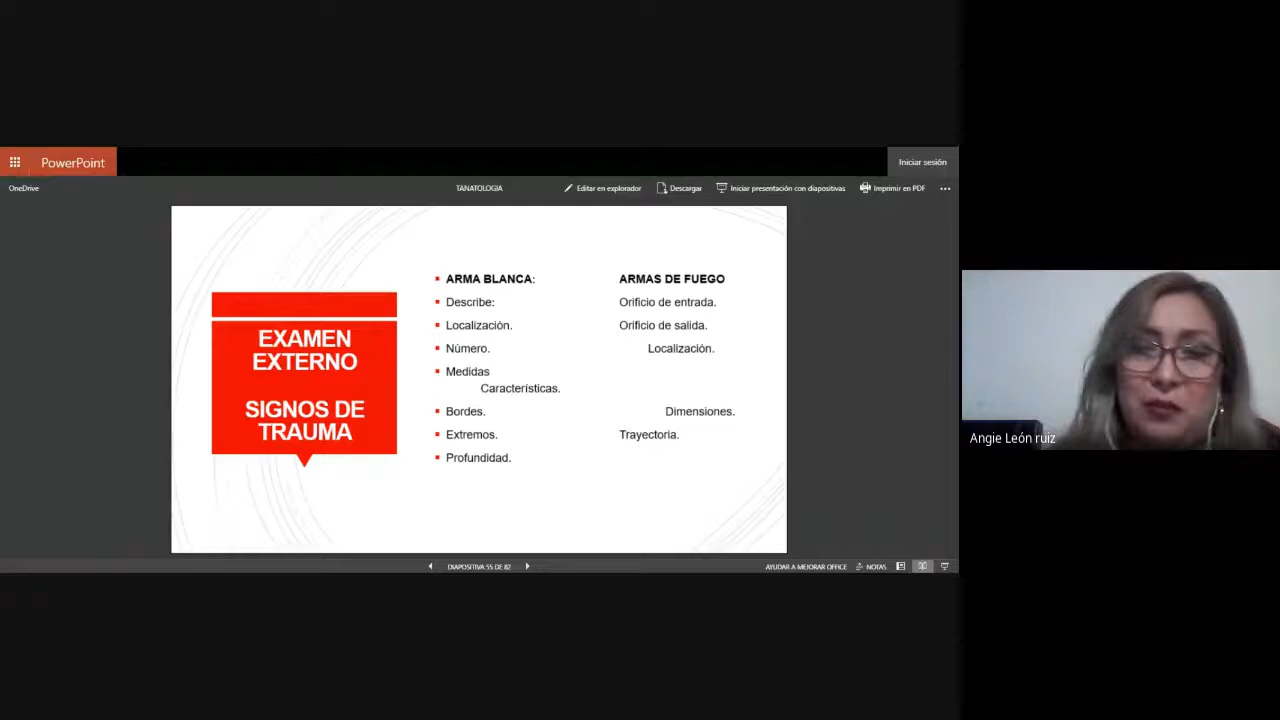 PowerPoint
Iniciar sesión
OneDrive
TANATOLOGIA
Editar en explorador
Descargar
Iniciar presentación con diapositivas
Imprimir en PDF
EXAMEN
EXTERNO
SIGNOS DE
TRAUMA
ARMA BLANCA:
Describe:
Localización.
Número.
Medidas
Características.
Bordes.
Extremos.
Profundidad.
ARMAS DE FUEGO
Orificio de entrada.
Orificio de salida.
Localización.
Dimensiones.
Trayectoria.
Angie León ruiz
DIAPOSITIVA 55 DE 82
AYUDAR A MEJORAR OFFICE
NOTAS